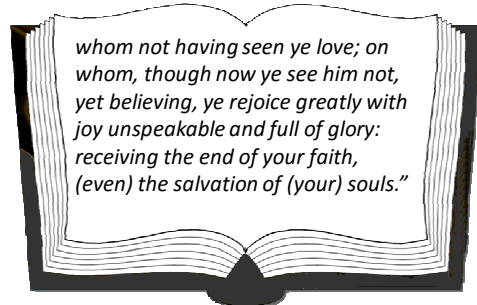 whom not having seen ye love; on
whom, though now ye see him not,
yet believing, ye rejoice greatly with
joy unspeakable and full of glory:
receiving the end of your faith,
(even) the salvation of (your) souls.”